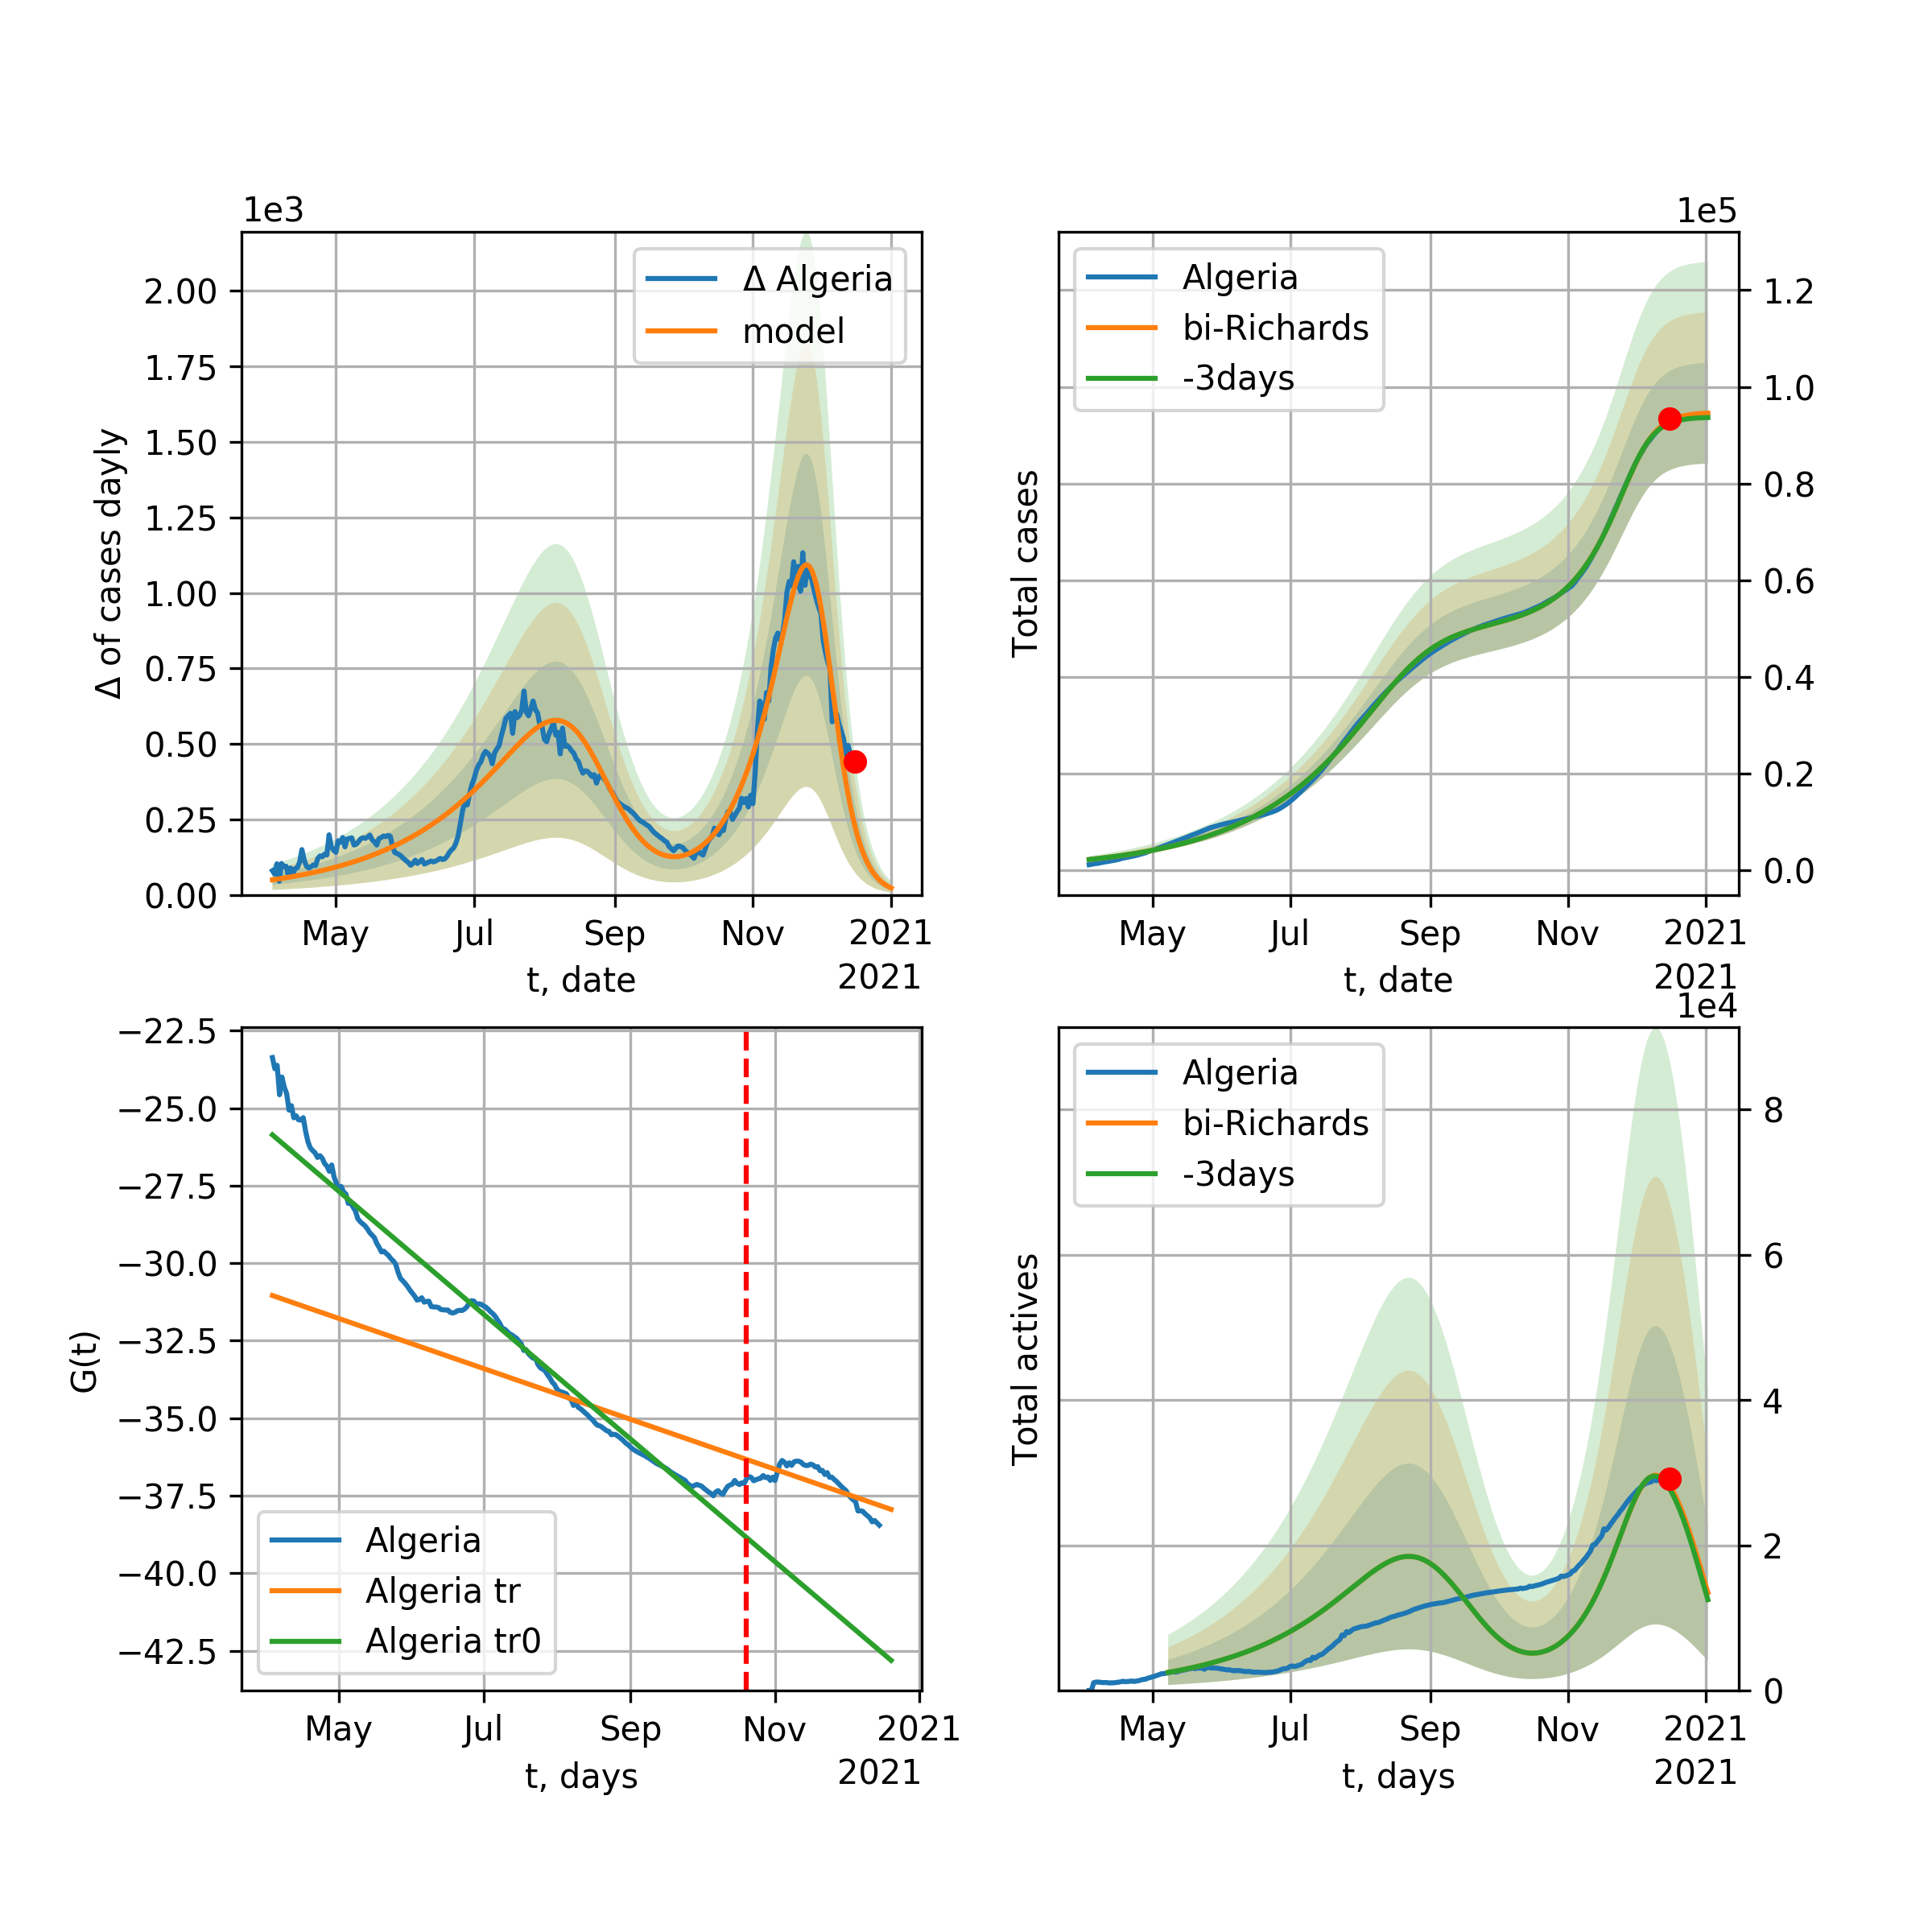 1e3
Δ of cases dayly
2.00
1.75
1.50
1.25
1.00
0.75
0.50
0.25
0.00
Δ Algeria
model
May Jul Sep Nov 2021
t, date
2021
1e5
Total cases
Algeria
bi-Richards
-3days
1.2
1.0
0.8
0.6
0.4
0.2
0.0
May Jul Sep Nov 2021
t, date
2021
G(t)
−22.5
−25.0
−27.5
−30.0
−32.5
−35.0
−37.5
−40.0
−42.5
Algeria
Algeria tr
Algeria tr0
May Jul Sep Nov 2021
t, days
2021
1e4
Total actives
Algeria
bi-Richards
-3days
8
6
4
2
0
May Jul Sep Nov 2021
t, days
2021